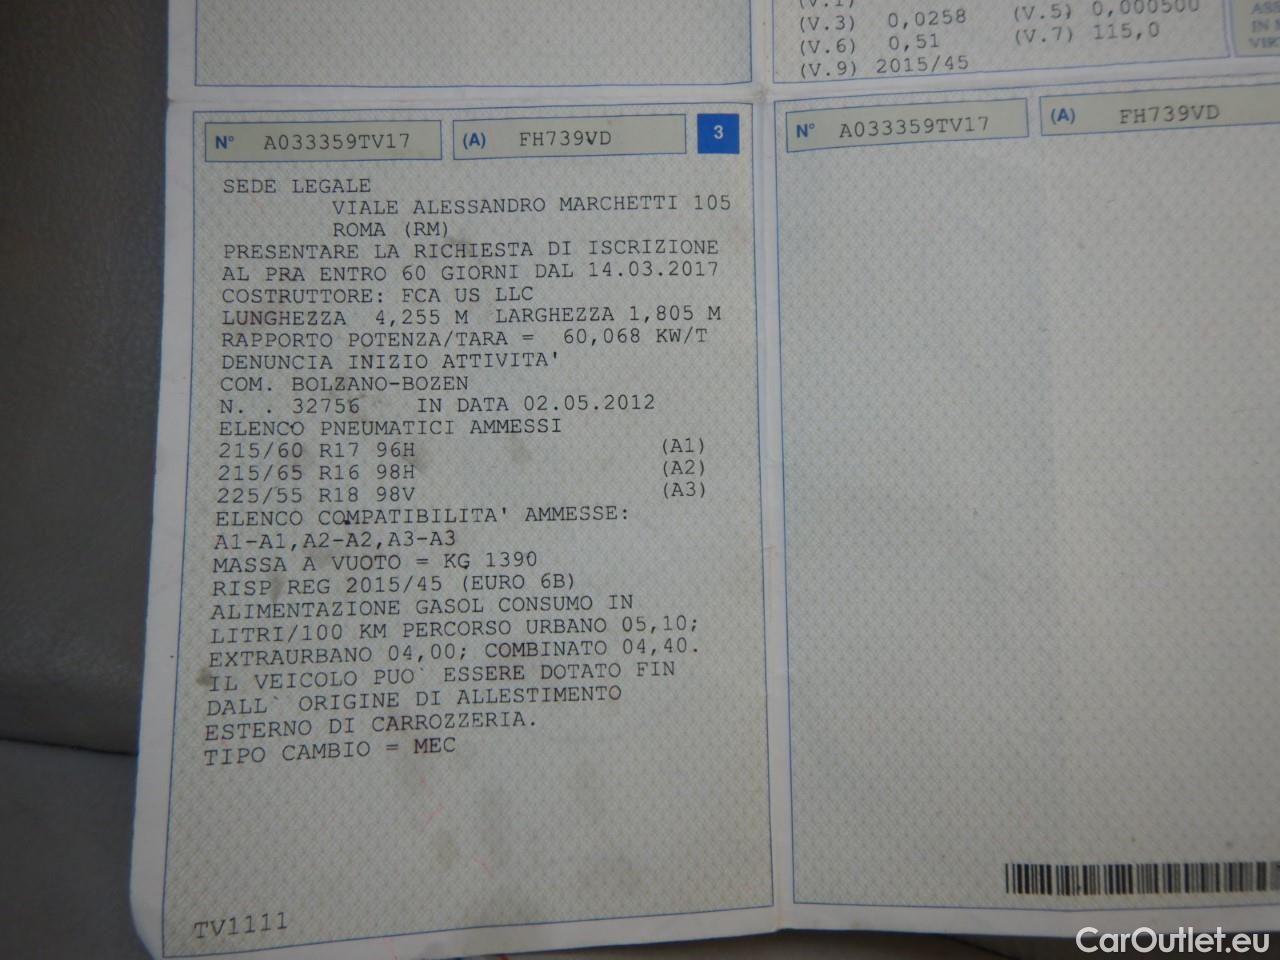 (V.3) 0,0258 (V.5) 0,000500
(V.6) 0,51 (V.7) 115,0
(V.9) 2015/45
N° A033359TV17 (A) FH739VD 3
SEDE LEGALE
VIALE ALESSANDRO MARCHETTI 105
ROMA (RM)
PRESENTARE LA RICHIESTA DI ISCRIZIONE
AL PRA ENTRO 60 GIORNI DAL 14.03.2017
COSTRUTTORE: FCA US LLC
LUNGHEZZA 4,255 M LARGHEZZA 1,805 M
RAPPORTO POTENZA/TARA = 60,068 KW/T
DENUNCIA INIZIO ATTIVITA'
COM. BOLZANO-BOZEN
N. . 32756 IN DATA 02.05.2012
ELENCO PNEUMATICI AMMESSI
215/60 R17 96H (A1)
215/65 R16 98H (A2)
225/55 R18 98V (A3)
ELENCO COMPATIBILITA' AMMESSE:
A1-A1,A2-A2,A3-A3
MASSA A VUOTO = KG 1390
RISP REG 2015/45 (EURO 6B)
ALIMENTAZIONE GASOL CONSUMO IN
LITRI/100 KM PERCORSO URBANO 05,10;
EXTRAURBANO 04,00; COMBINATO 04,40.
IL VEICOLO PUO` ESSERE DOTATO FIN
DALL` ORIGINE DI ALLESTIMENTO
ESTERNO DI CARROZZERIA.
TIPO CAMBIO = MEC
TV1111
N° A033359TV17 (A) FH739VD
CarOutlet.eu